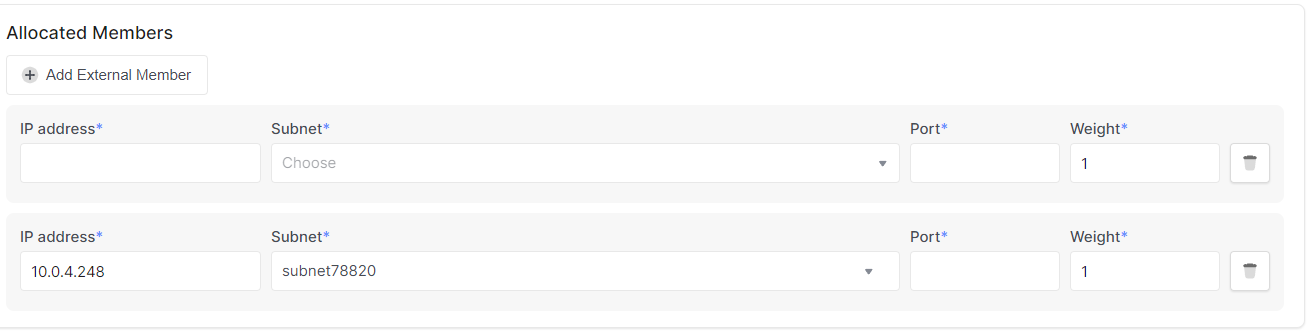 Allocated Members
Add External Member
IP address* Subnet* Port* Weight*
Choose 1
IP address* Subnet* Port* Weight*
10.0.4.248 subnet78820 1